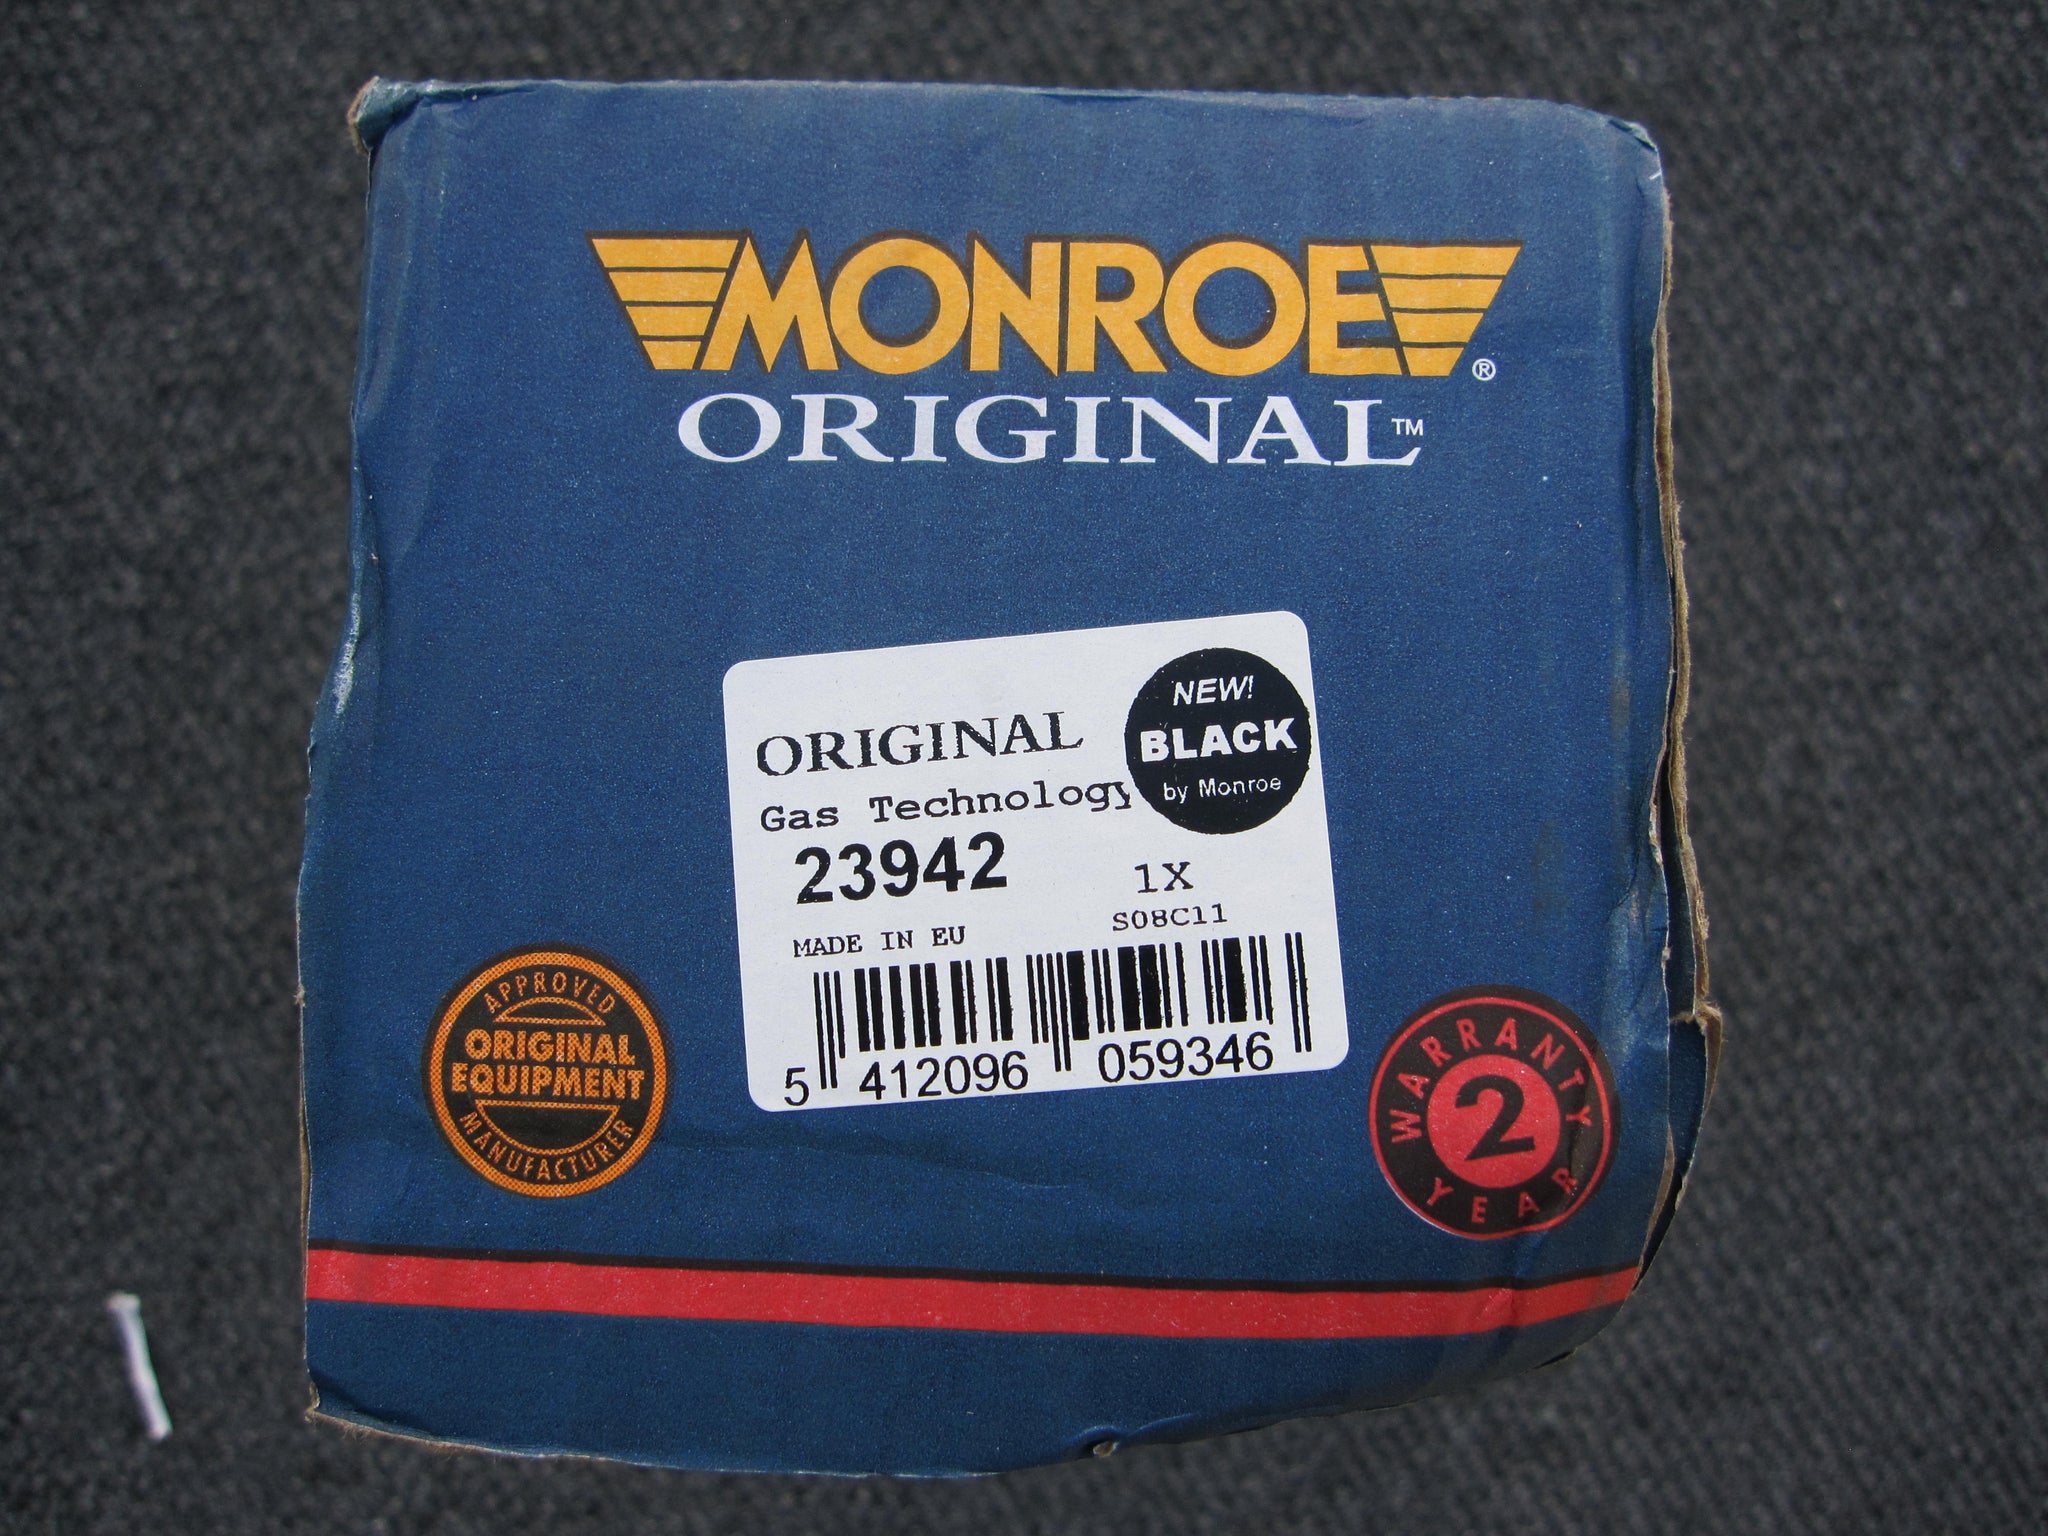 MONROE®
ORIGINAL™
NEW!
BLACK
by Monroe
ORIGINAL
Gas Technology
23942
1X
S08C11
MADE IN EU
5 412096 059346
APPROVED
ORIGINAL
EQUIPMENT
MANUFACTURER
WARRANTY
2
YEAR